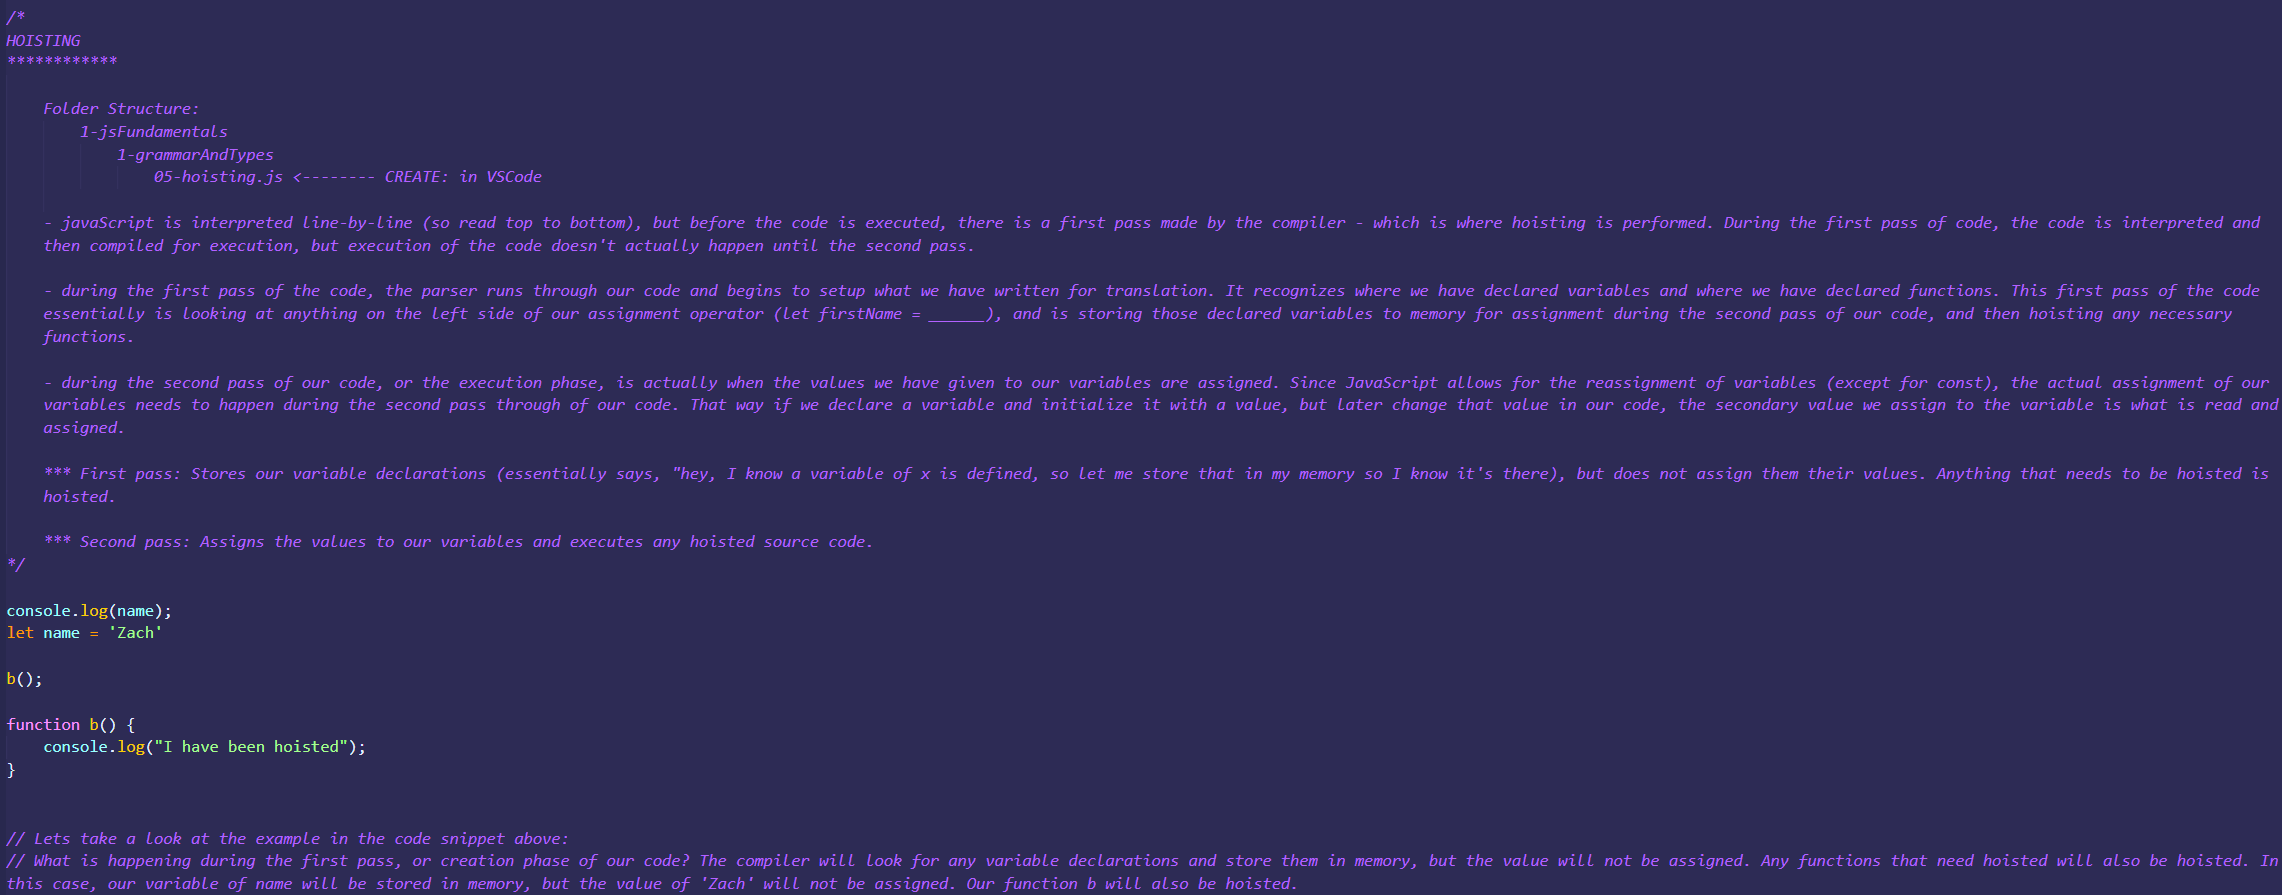 /*
HOISTING
************
Folder Structure:
1-jsFundamentals
1-grammarAndTypes
05-hoisting.js <-------- CREATE: in VSCode
- javaScript is interpreted line-by-line (so read top to bottom), but before the code is executed, there is a first pass made by the compiler - which is where hoisting is performed. During the first pass of code, the code is interpreted and
then compiled for execution, but execution of the code doesn't actually happen until the second pass.
- during the first pass of the code, the parser runs through our code and begins to setup what we have written for translation. It recognizes where we have declared variables and where we have declared functions. This first pass of the code
essentially is looking at anything on the left side of our assignment operator (let firstName = ______), and is storing those declared variables to memory for assignment during the second pass of our code, and then hoisting any necessary
functions.
- during the second pass of our code, or the execution phase, is actually when the values we have given to our variables are assigned. Since JavaScript allows for the reassignment of variables (except for const), the actual assignment of our
variables needs to happen during the second pass through of our code. That way if we declare a variable and initialize it with a value, but later change that value in our code, the secondary value we assign to the variable is what is read and
assigned.
*** First pass: Stores our variable declarations (essentially says, "hey, I know a variable of x is defined, so let me store that in my memory so I know it's there), but does not assign them their values. Anything that needs to be hoisted is
hoisted.
*** Second pass: Assigns the values to our variables and executes any hoisted source code.
*/
console.log(name);
let name = 'Zach'
b();
function b() {
console.log("I have been hoisted");
}
// Lets take a look at the example in the code snippet above:
// What is happening during the first pass, or creation phase of our code? The compiler will look for any variable declarations and store them in memory, but the value will not be assigned. Any functions that need hoisted will also be hoisted. In
this case, our variable of name will be stored in memory, but the value of 'Zach' will not be assigned. Our function b will also be hoisted.